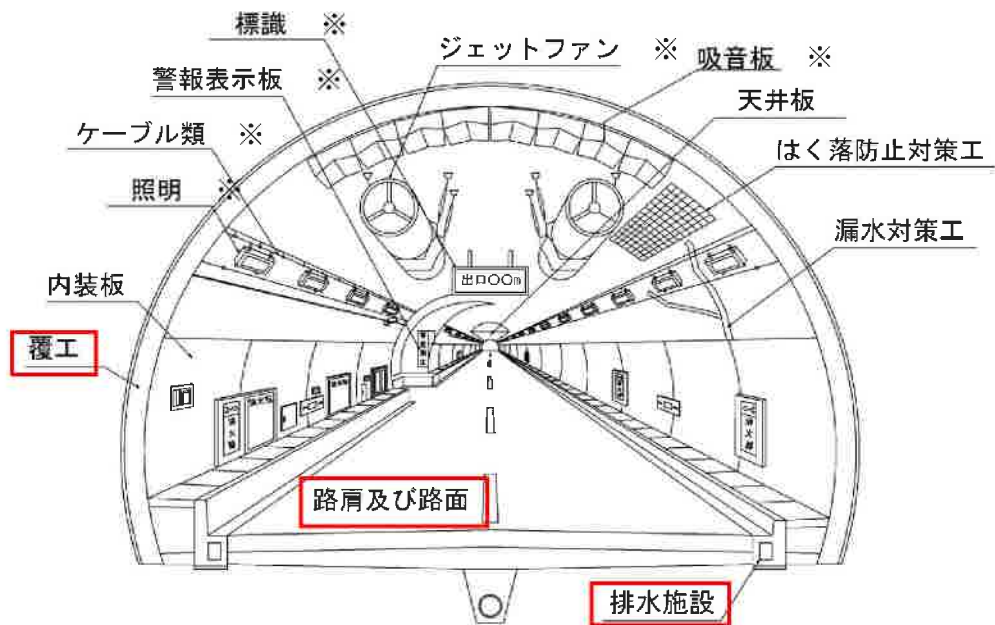 標識 ※
ジェットファン ※
吸音板 ※
警報表示板 ※
天井板
ケーブル類 ※
はく落防止対策工
照明 ※
漏水対策工
出口〇〇m
内装板
覆工
路肩及び路面
排水施設